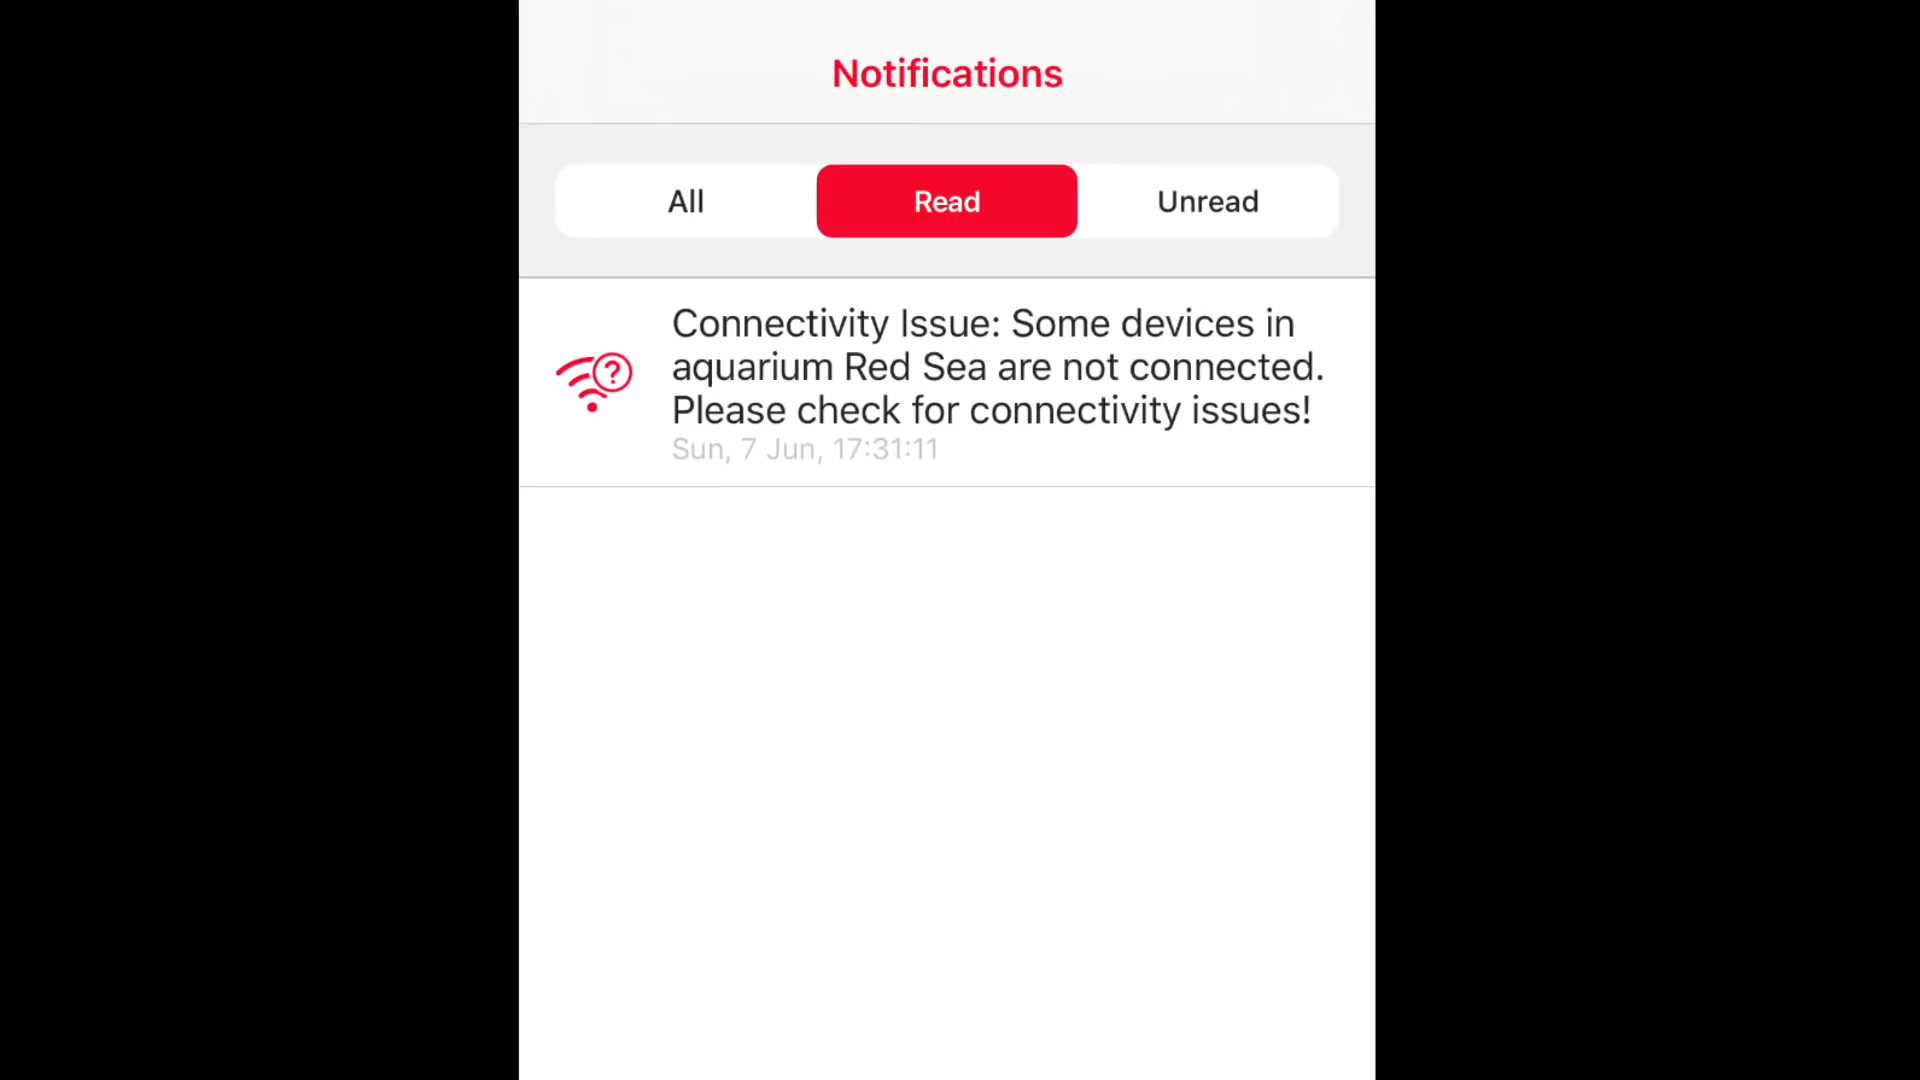 Notifications
All
Read
Unread
Connectivity Issue: Some devices in
aquarium Red Sea are not connected.
Please check for connectivity issues!
Sun, 7 Jun, 17:31:11